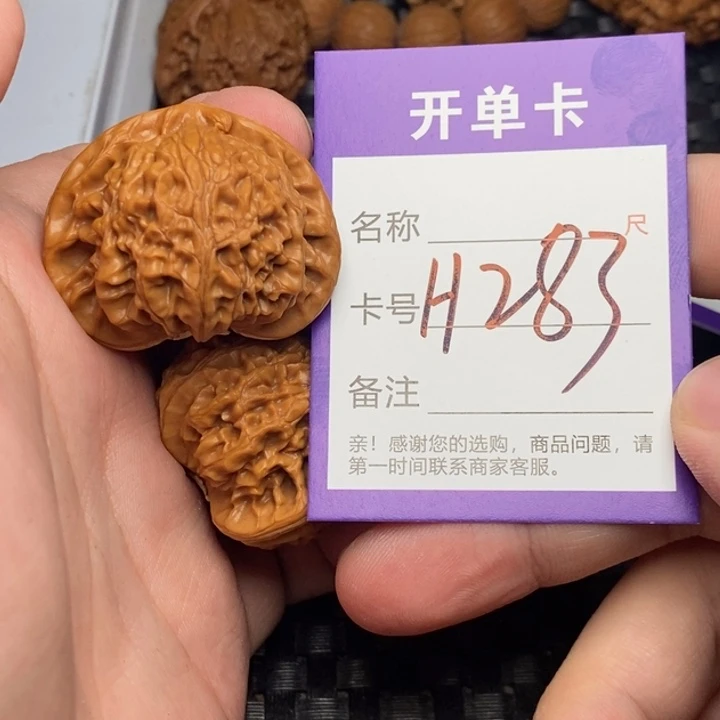 开单卡
名称
尺
卡号 H283
备注
亲！感谢您的选购，商品问题，请
第一时间联系商家客服。